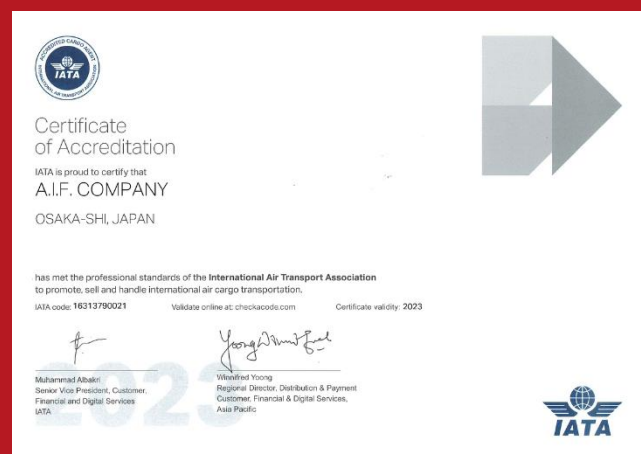 ACCREDITED CARGO AGENT
IATA
INTERNATIONAL AIR TRANSPORT ASSOCIATION
Certificate
of Accreditation
IATA is proud to certify that
A.I.F. COMPANY
OSAKA-SHI, JAPAN
has met the professional standards of the International Air Transport Association
to promote, sell and handle international air cargo transportation.
IATA code: 16313790021 Validate online at: checkacode.com Certificate validity: 2023
2023
Muhammad Albakri
Senior Vice President, Customer,
Financial and Digital Services
IATA
Winnifred Yoong
Regional Director, Distribution & Payment
Customer, Financial & Digital Services,
Asia Pacific
IATA